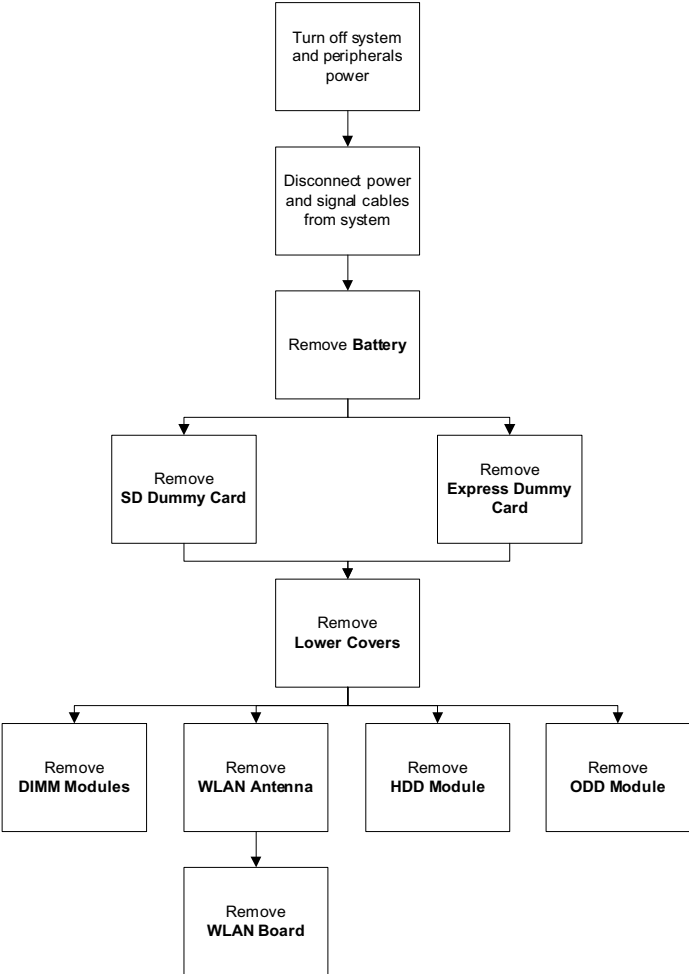 Turn off system
and peripherals
power
Disconnect power
and signal cables
from system
Remove Battery
Remove
SD Dummy Card
Remove
Express Dummy
Card
Remove
Lower Covers
Remove
DIMM Modules
Remove
WLAN Antenna
Remove
HDD Module
Remove
ODD Module
Remove
WLAN Board